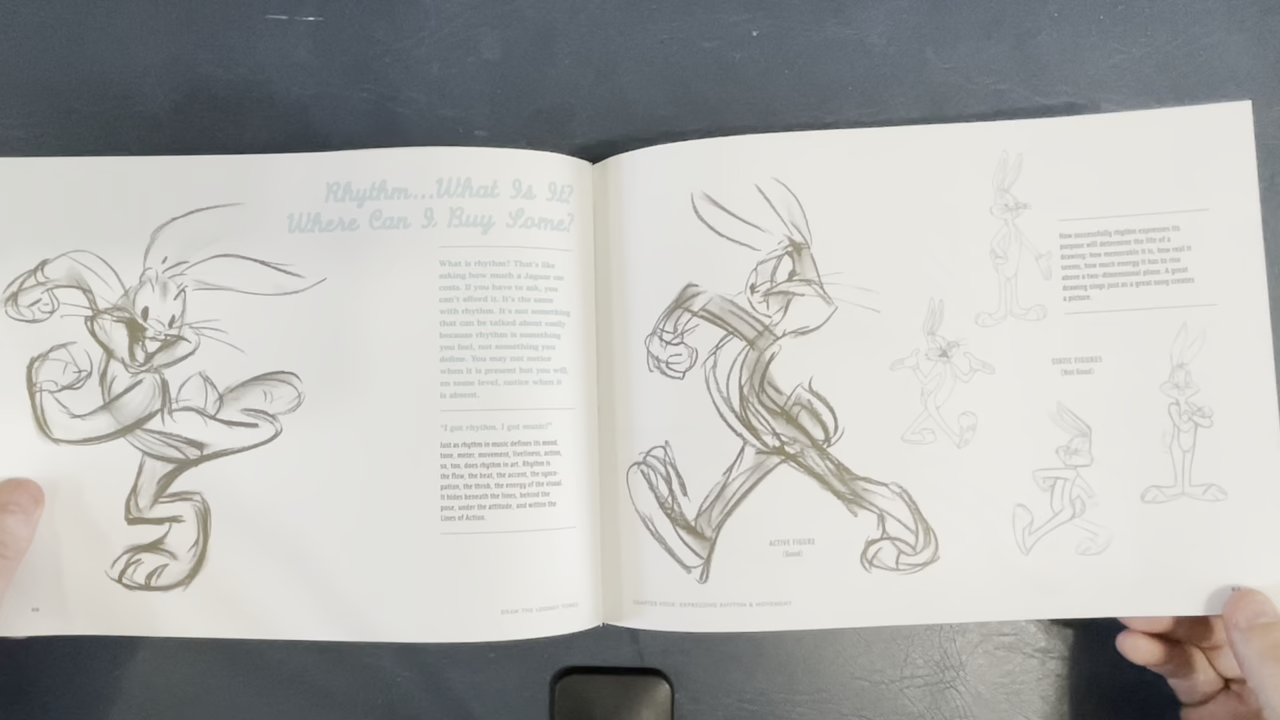 Rhythm...What Is It?
Where Can I Buy Some?
What is rhythm? That's like
asking how much a Jaguar
costs. If you have to ask, you
can't afford it. It's the same
with rhythm. It's not something
that can be talked about easily
because rhythm is something
you feel, not something you
define. You may not notice
when it is present but you will,
on some level, notice when it
is absent.
"I got rhythm. I got music!"
Just as rhythm in music defines its mood,
tone, meter, movement, liveliness, action,
so, too, does rhythm in art. Rhythm is
the flow, the beat, the accent, the synco-
pation, the throb, the energy of the visual.
It hides beneath the lines, behind the
pose, under the attitude, and within the
Lines of Action.
DRAW THE LOONEY TUNES
How successfully rhythm expresses its
purpose will determine the life of a
drawing: how memorable it is, how real it
seems, how much energy it has to rise
above a two-dimensional plane. A great
drawing sings just as a great song creates
a picture.
STATIC FIGURES
(Not Good)
ACTIVE FIGURE
(Good)
CHAPTER FOUR: EXPRESSING RHYTHM & MOVEMENT